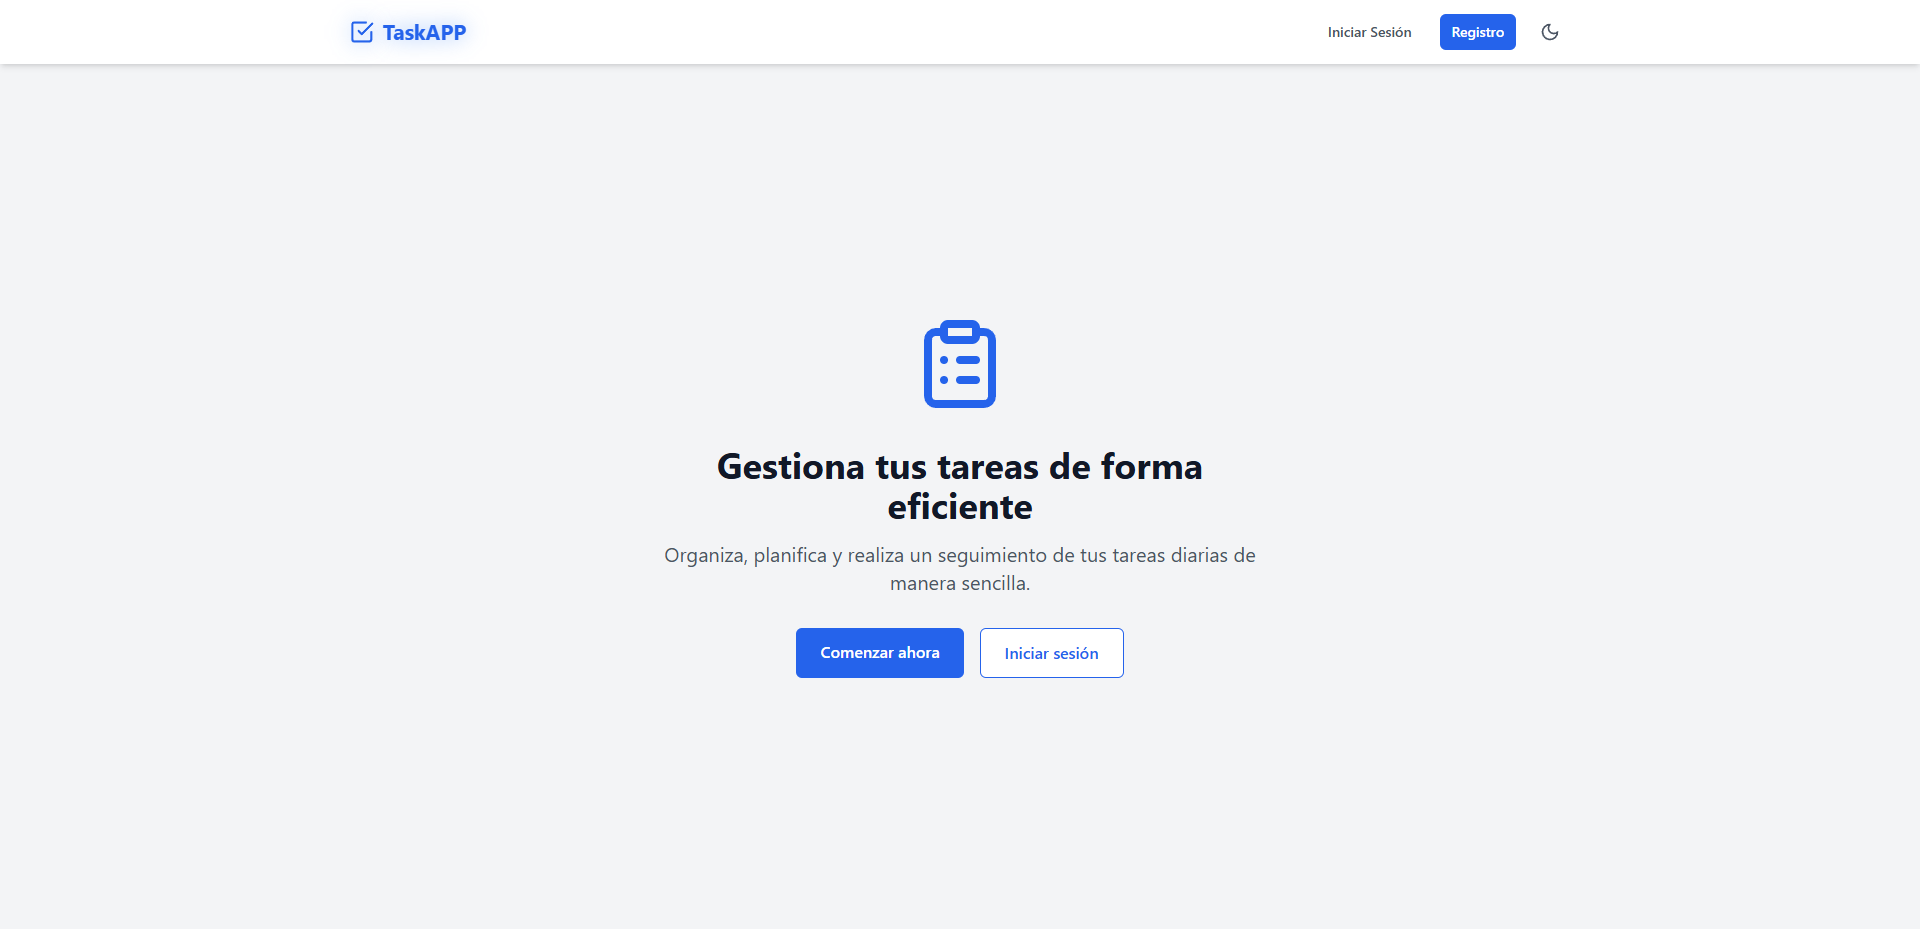 TaskAPP
Iniciar Sesión
Registro
Gestiona tus tareas de forma
eficiente
Organiza, planifica y realiza un seguimiento de tus tareas diarias de
manera sencilla.
Comenzar ahora
Iniciar sesión